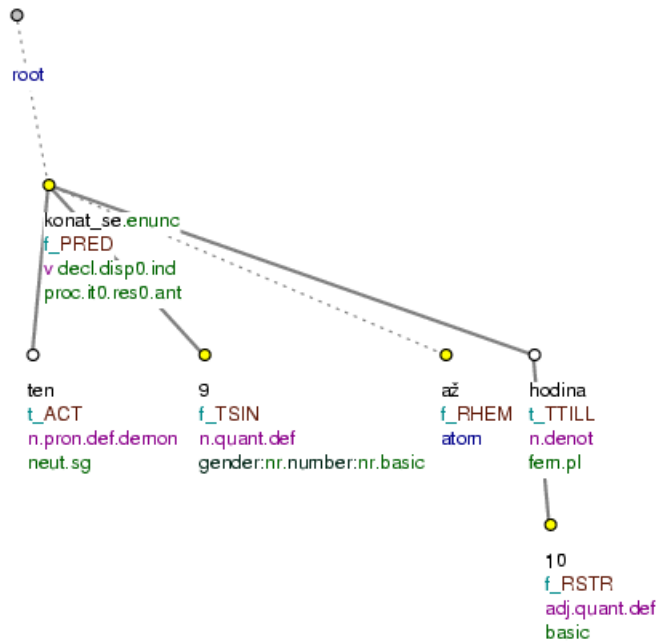 root
konat_se.enunc
f_PRED
v decl.disp0.ind
proc.it0.res0.ant
ten
t_ACT
n.pron.def.demon
neut.sg
9
f_TSIN
n.quant.def
gender:nr.number:nr.basic
až
f_RHEM
atom
hodina
t_TTILL
n.denot
fem.pl
10
f_RSTR
adj.quant.def
basic